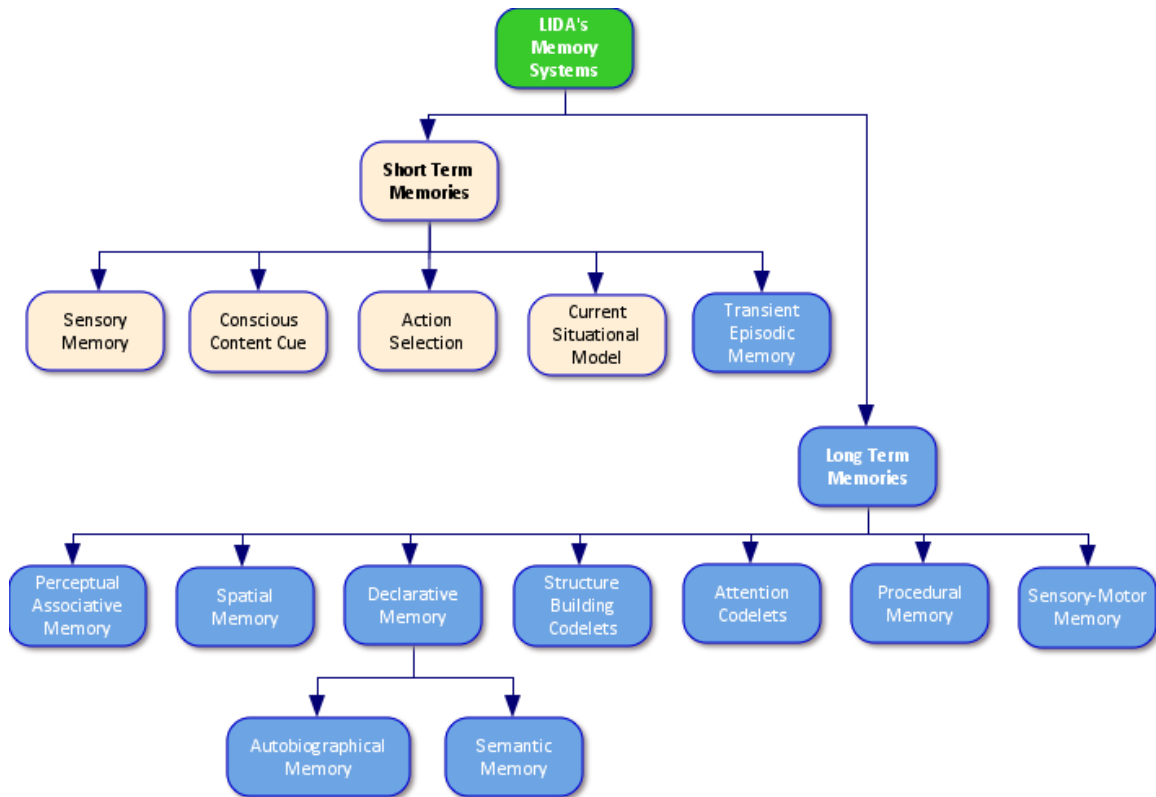 LIDA's
Memory
Systems
Short Term
Memories
Sensory
Memory
Conscious
Content Cue
Action
Selection
Current
Situational
Model
Transient
Episodic
Memory
Long Term
Memories
Perceptual
Associative
Memory
Spatial
Memory
Declarative
Memory
Structure
Building
Codelets
Attention
Codelets
Procedural
Memory
Sensory-Motor
Memory
Autobiographical
Memory
Semantic
Memory